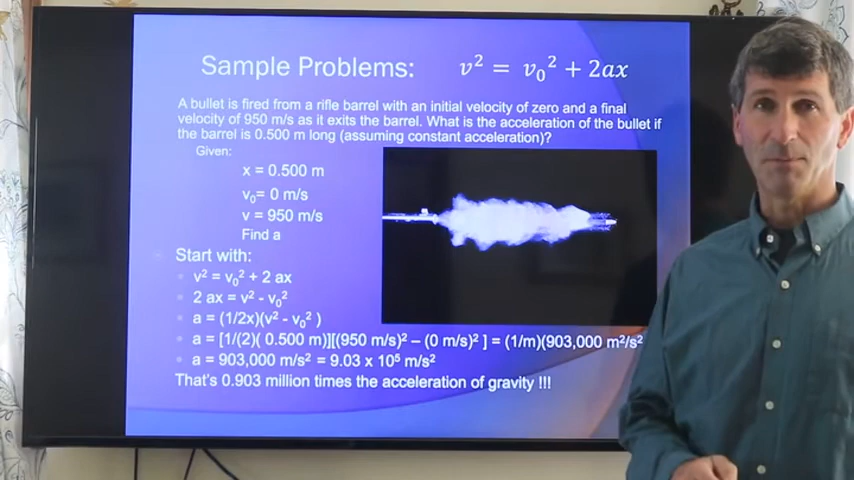 Sample Problems: v² = v₀² + 2ax
A bullet is fired from a rifle barrel with an initial velocity of zero and a final
velocity of 950 m/s as it exits the barrel. What is the acceleration of the bullet if
the barrel is 0.500 m long (assuming constant acceleration)?
Given:
x = 0.500 m
v₀= 0 m/s
v = 950 m/s
Find a
Start with:
v² = v₀² + 2 ax
2 ax = v² - v₀²
a = (1/2x)(v² - v₀² )
a = [1/(2)( 0.500 m)][(950 m/s)² – (0 m/s)² ] = (1/m)(903,000 m²/s²
a = 903,000 m/s² = 9.03 x 10⁵ m/s²
That's 0.903 million times the acceleration of gravity !!!